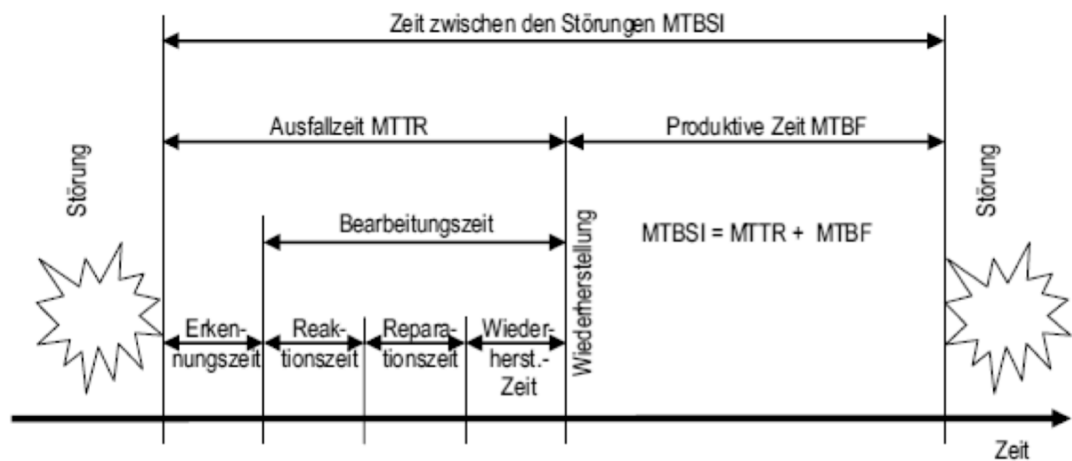 Zeit zwischen den Störungen MTBSI
Ausfallzeit MTTR
Produktive Zeit MTBF
Störung
Störung
Bearbeitungszeit
Wiederherstellung
MTBSI = MTTR + MTBF
Erken-
nungszeit
Reak-
tionszeit
Repara-
tionszeit
Wieder-
herst.-
Zeit
Zeit